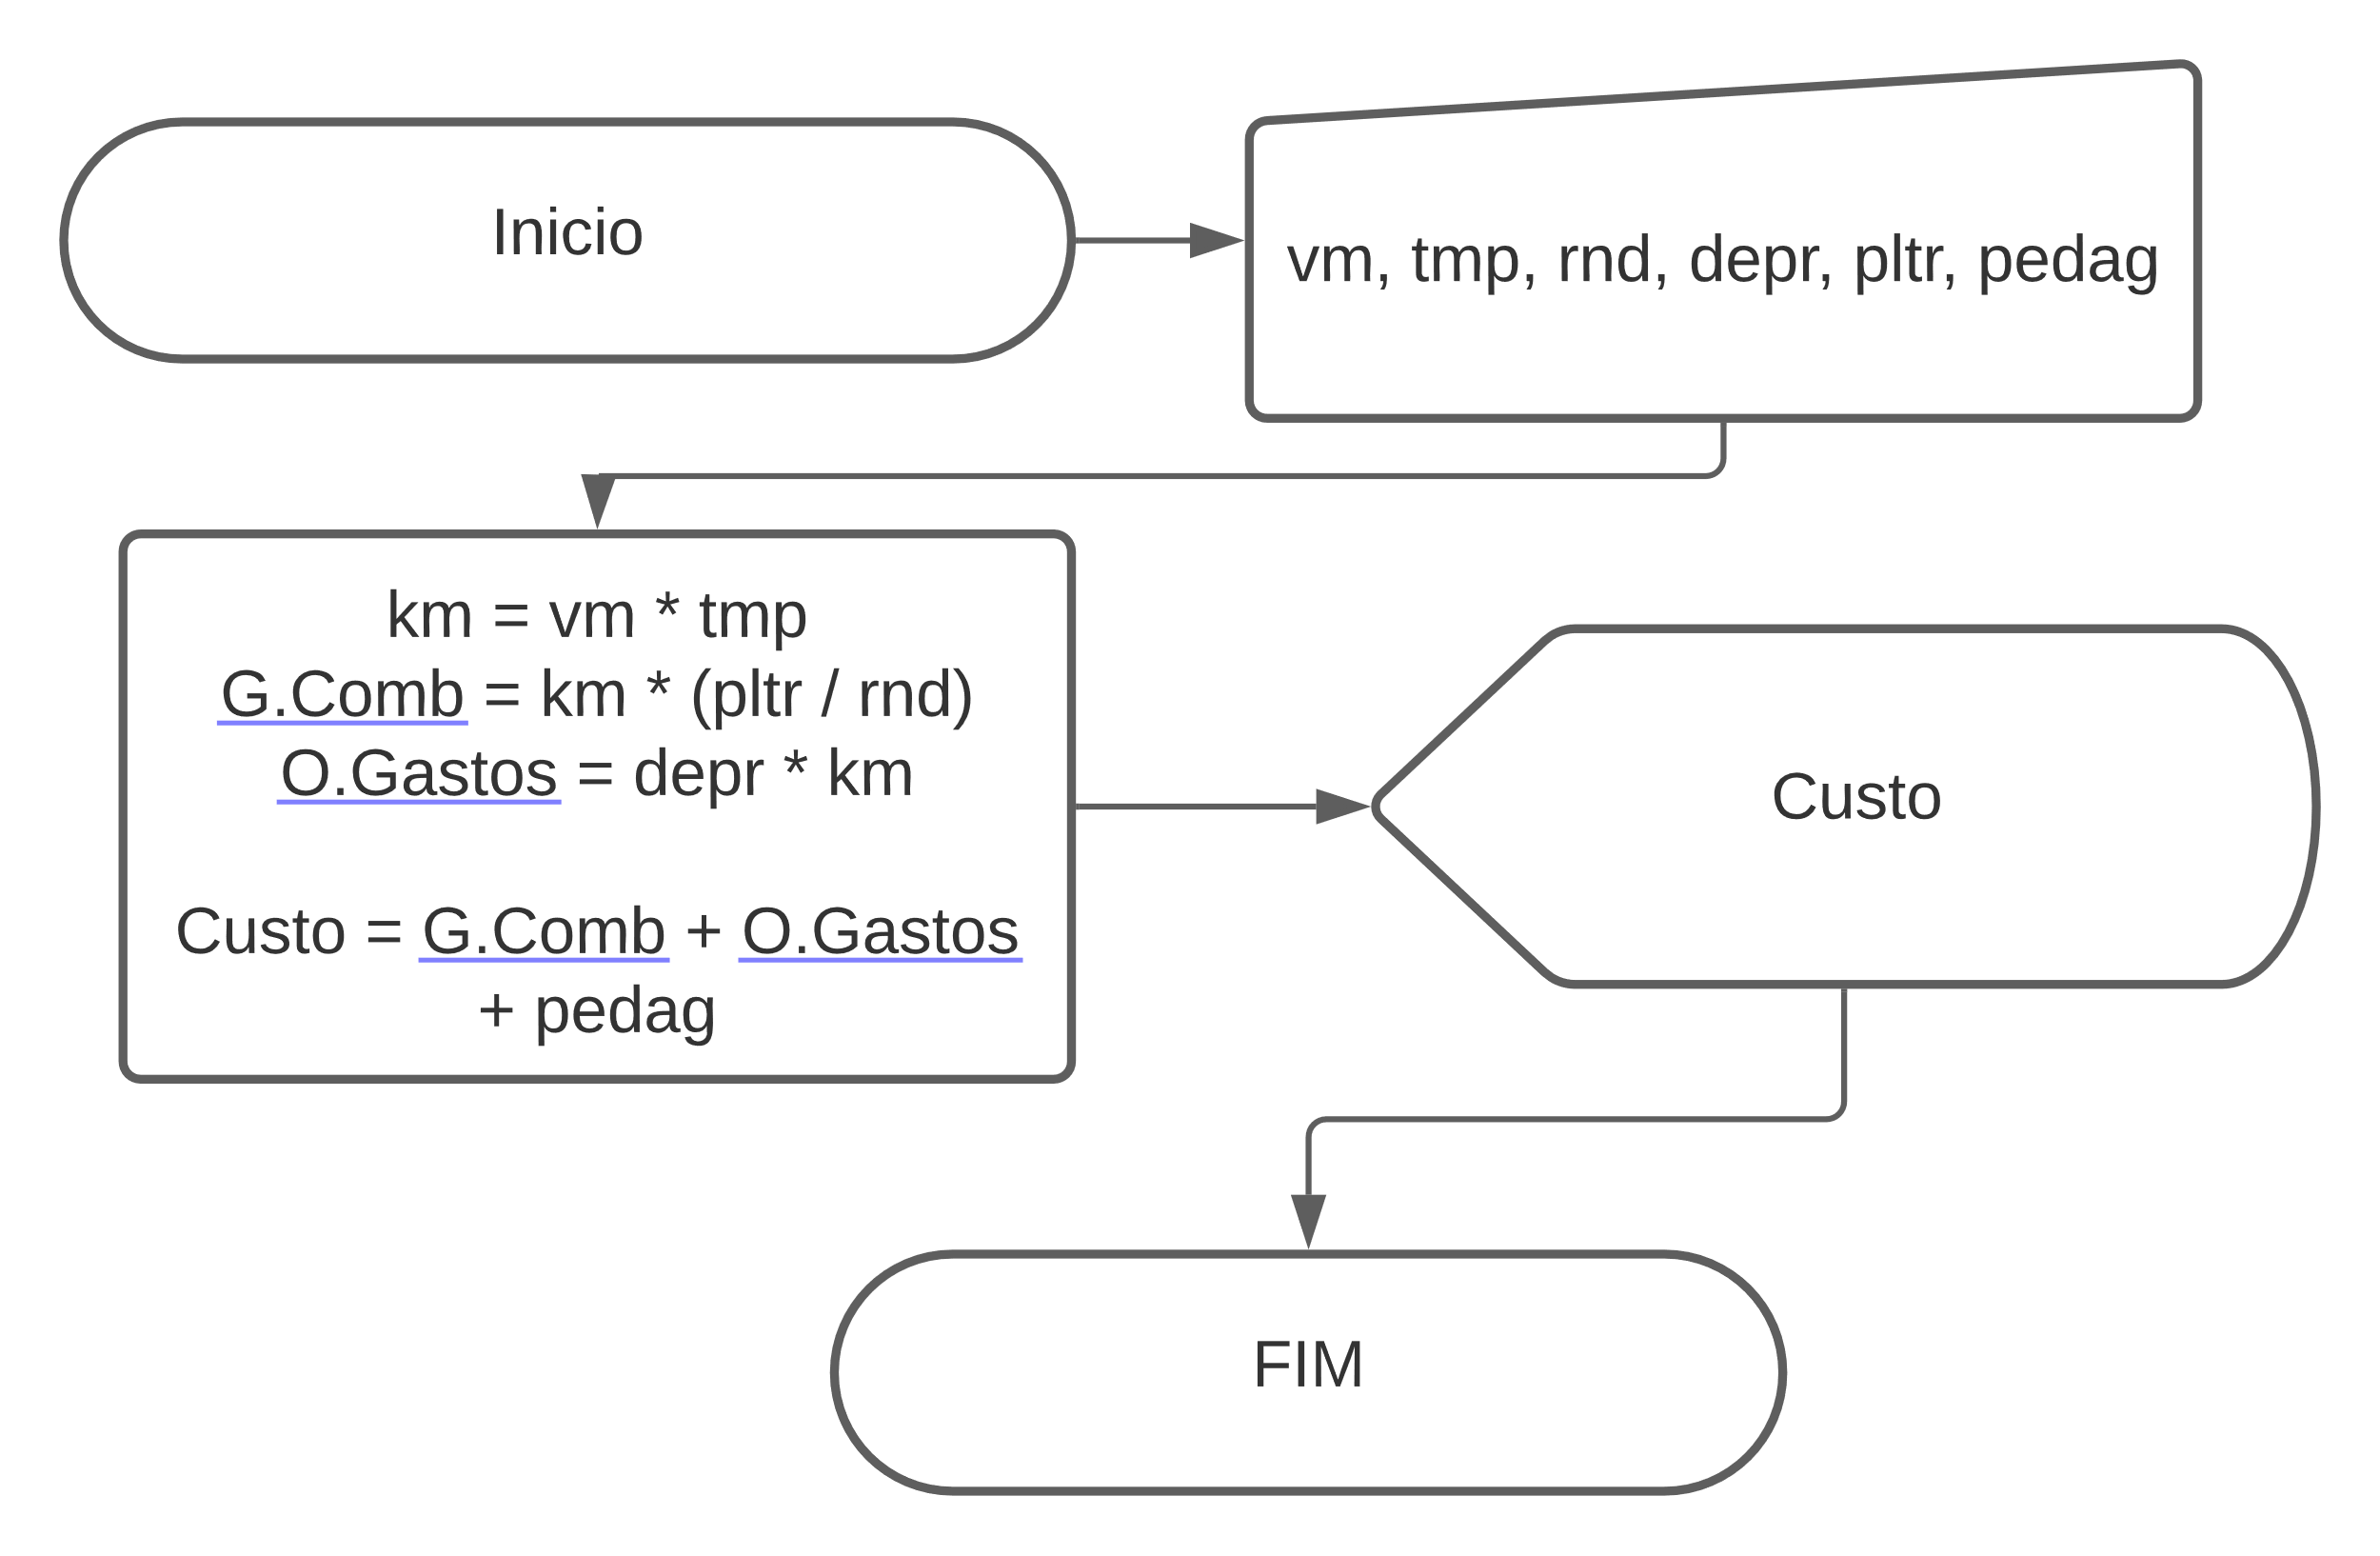 Inicio
vm, tmp, rnd, depr, pltr, pedag
km = vm * tmp
G.Comb = km * (pltr / rnd)
O.Gastos = depr * km
Custo = G.Comb + O.Gastos
+ pedag
Custo
FIM